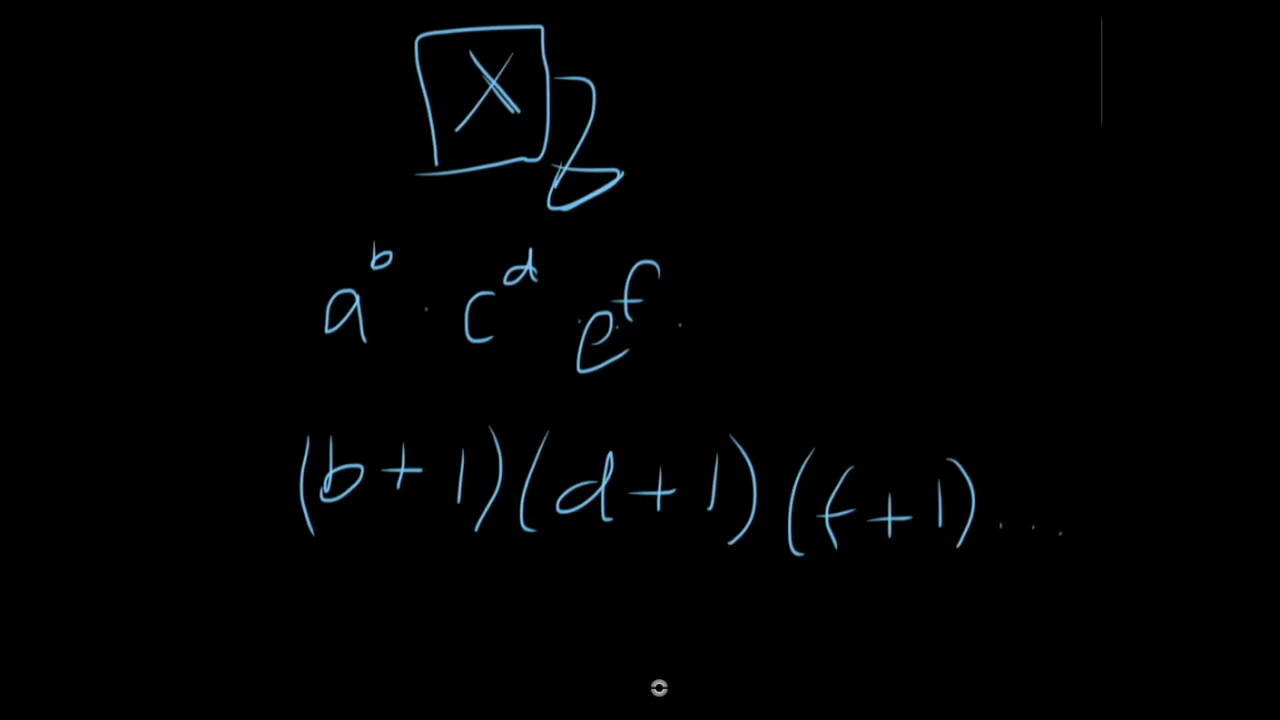 X
a^b · c^d · e^f ·
(b+1)(d+1)(f+1)...